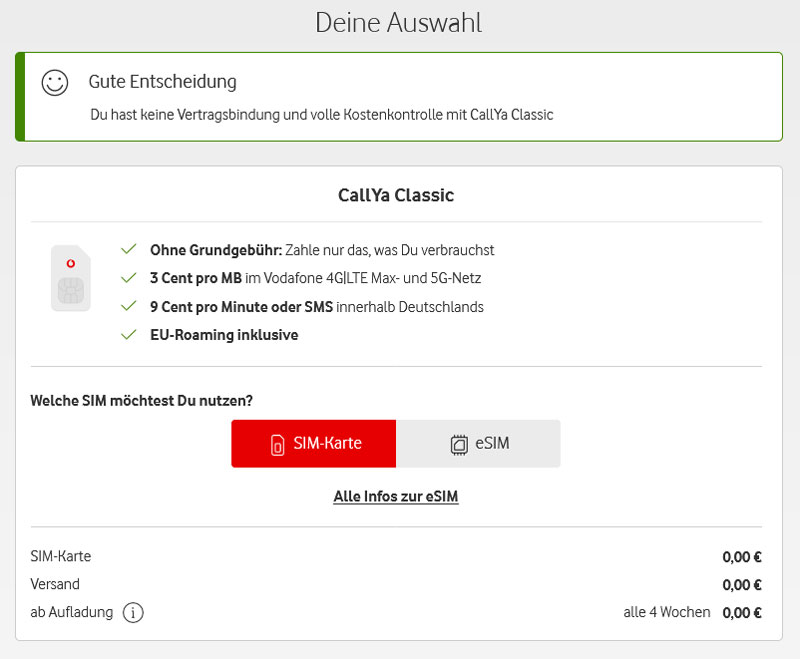 Deine Auswahl
Gute Entscheidung
Du hast keine Vertragsbindung und volle Kostenkontrolle mit CallYa Classic
CallYa Classic
Ohne Grundgebühr: Zahle nur das, was Du verbrauchst
3 Cent pro MB im Vodafone 4G|LTE Max- und 5G-Netz
9 Cent pro Minute oder SMS innerhalb Deutschlands
EU-Roaming inklusive
Welche SIM möchtest Du nutzen?
SIM-Karte eSIM
Alle Infos zur eSIM
SIM-Karte 0,00 €
Versand 0,00 €
ab Aufladung i alle 4 Wochen 0,00 €